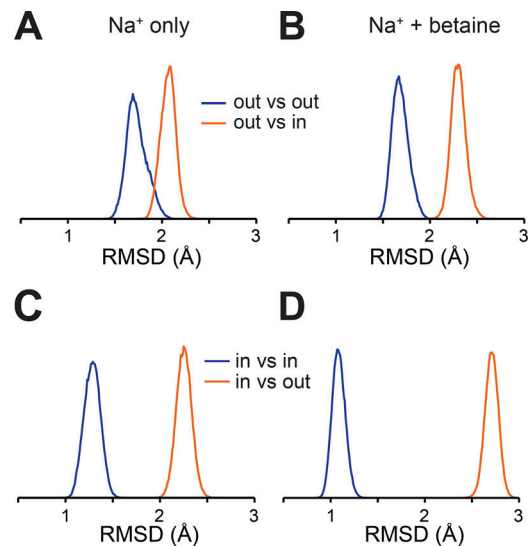 A
Na⁺ only
B
Na⁺ + betaine
out vs out
out vs in
1 2 3
RMSD (Å)
1 2 3
RMSD (Å)
C
D
in vs in
in vs out
1 2 3
RMSD (Å)
1 2 3
RMSD (Å)